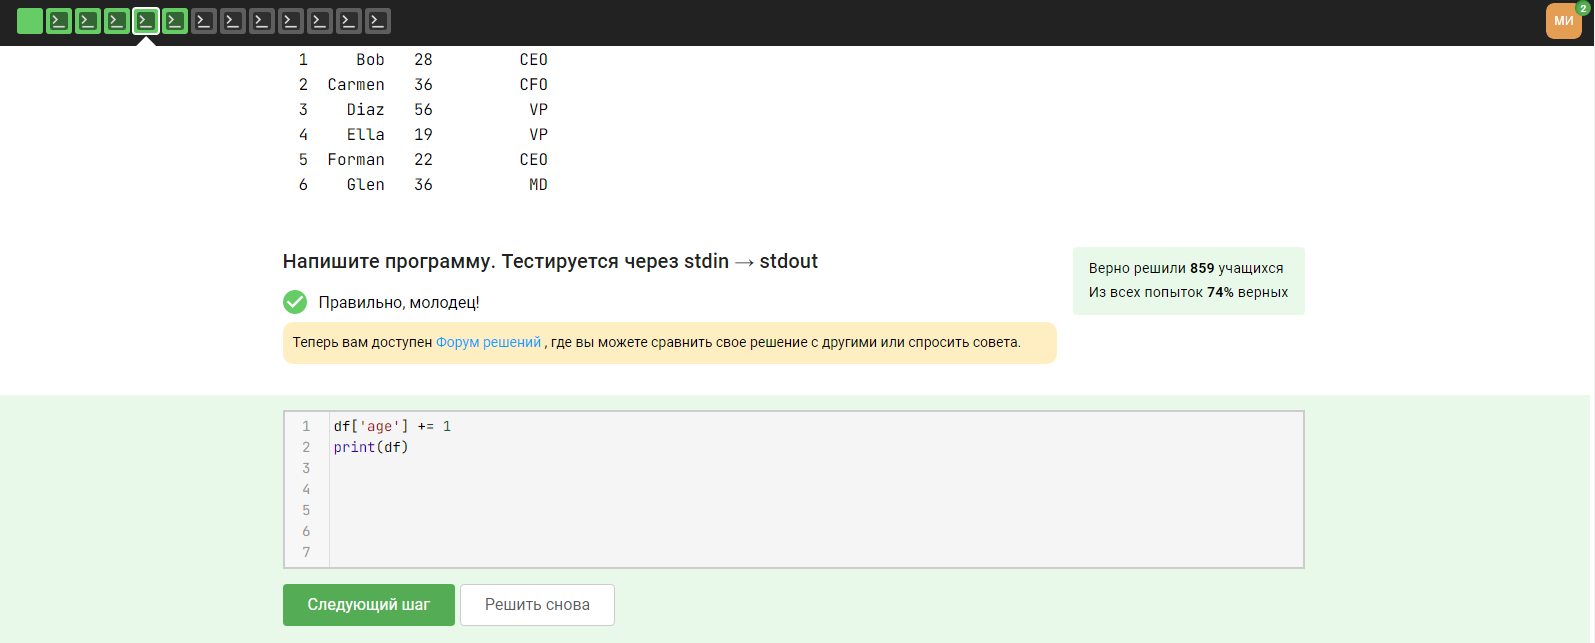 МИ
2
1 Bob 28 CEO
2 Carmen 36 CFO
3 Diaz 56 VP
4 Ella 19 VP
5 Forman 22 CEO
6 Glen 36 MD
Напишите программу. Тестируется через stdin → stdout
Верно решили 859 учащихся
Из всех попыток 74% верных
Правильно, молодец!
Теперь вам доступен Форум решений , где вы можете сравнить свое решение с другими или спросить совета.
1 df['age'] += 1
2 print(df)
3
4
5
6
7
Следующий шаг
Решить снова